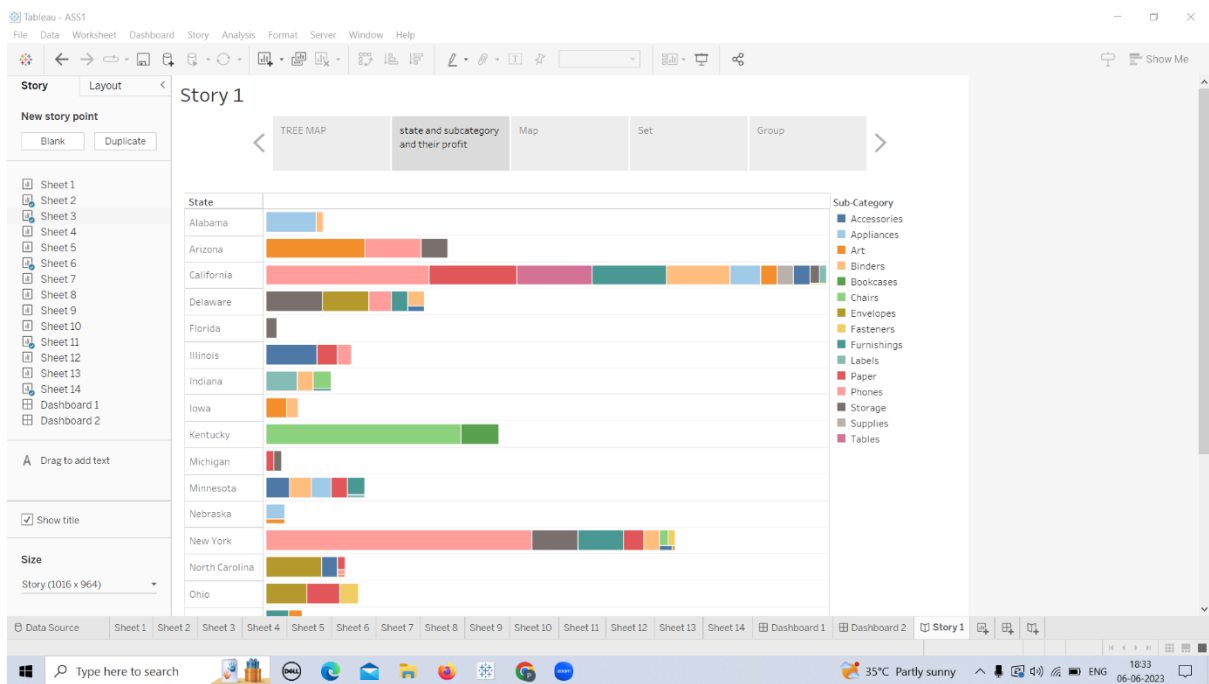 Tableau - ASS1
File Data Worksheet Dashboard Story Analysis Format Server Window Help
Show Me
Story Layout
Story 1
New story point
Blank Duplicate
TREE MAP
state and subcategory
and their profit
Map
Set
Group
Sheet 1
Sheet 2
Sheet 3
Sheet 4
Sheet 5
Sheet 6
Sheet 7
Sheet 8
Sheet 9
Sheet 10
Sheet 11
Sheet 12
Sheet 13
Sheet 14
Dashboard 1
Dashboard 2
A Drag to add text
Show title
Size
Story (1016 x 964)
State
Alabama
Arizona
California
Delaware
Florida
Illinois
Indiana
Iowa
Kentucky
Michigan
Minnesota
Nebraska
New York
North Carolina
Ohio
Sub-Category
Accessories
Appliances
Art
Binders
Bookcases
Chairs
Envelopes
Fasteners
Furnishings
Labels
Paper
Phones
Storage
Supplies
Tables
Data Source Sheet 1 Sheet 2 Sheet 3 Sheet 4 Sheet 5 Sheet 6 Sheet 7 Sheet 8 Sheet 9 Sheet 10 Sheet 11 Sheet 12 Sheet 13 Sheet 14 Dashboard 1 Dashboard 2 Story 1
Type here to search
DELL
zoom
35°C Partly sunny
ENG
18:33
06-06-2023